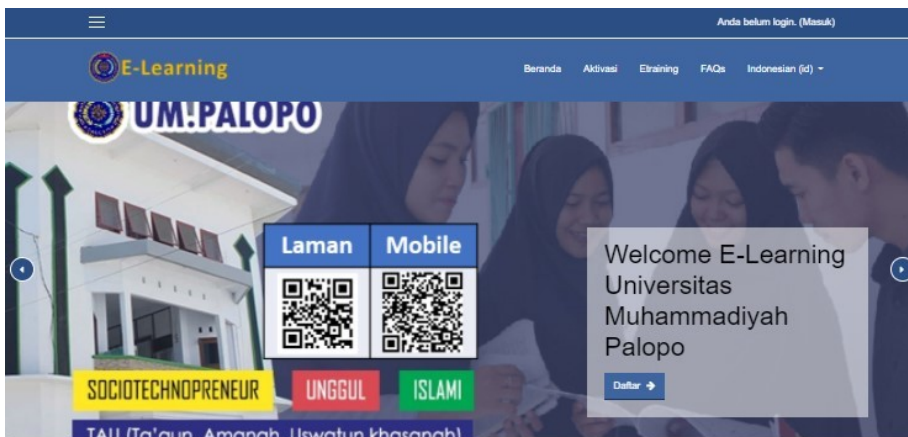 Anda belum login. (Masuk)
E-Learning
Beranda Aktivasi Etraining FAQs Indonesian (id)
UM.PALOPO
Laman Mobile
Welcome E-Learning
Universitas
Muhammadiyah
Palopo
Daftar
SOCIOTECHNOPRENEUR UNGGUL ISLAMI
TAU (Ta'aun, Amanah, Uswatun khasanah)